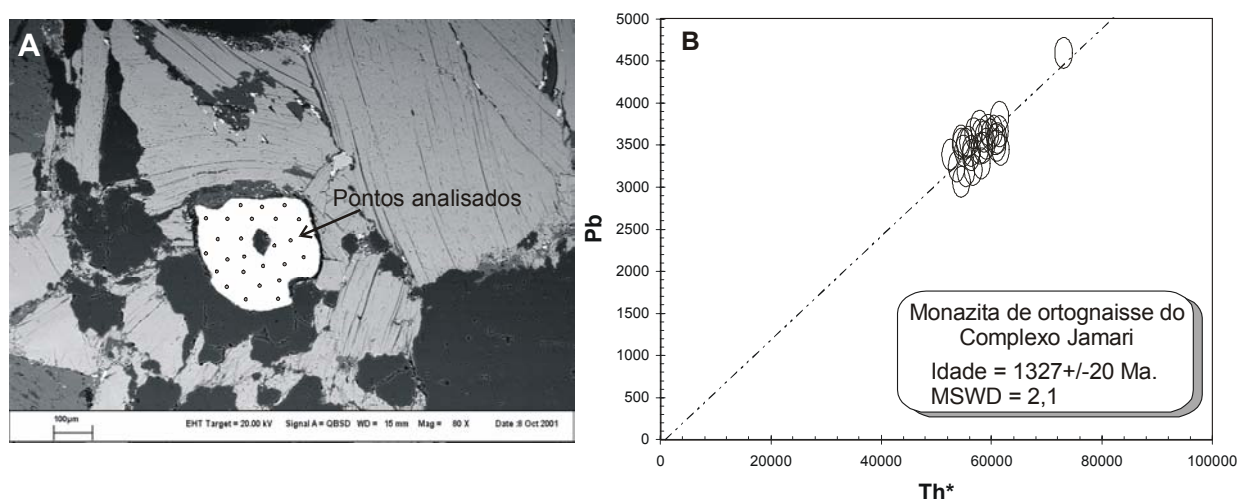 A
Pontos analisados
100µm
EHT Target = 20.00 kV Signal A = QBSD WD = 15 mm Mag = 80 X Date :8 Oct 2001
B
Pb
5000
4500
4000
3500
3000
2500
2000
1500
1000
500
0
Monazita de ortognaisse do
Complexo Jamari
Idade = 1327+/-20 Ma.
MSWD = 2,1
0 20000 40000 60000 80000 100000
Th*